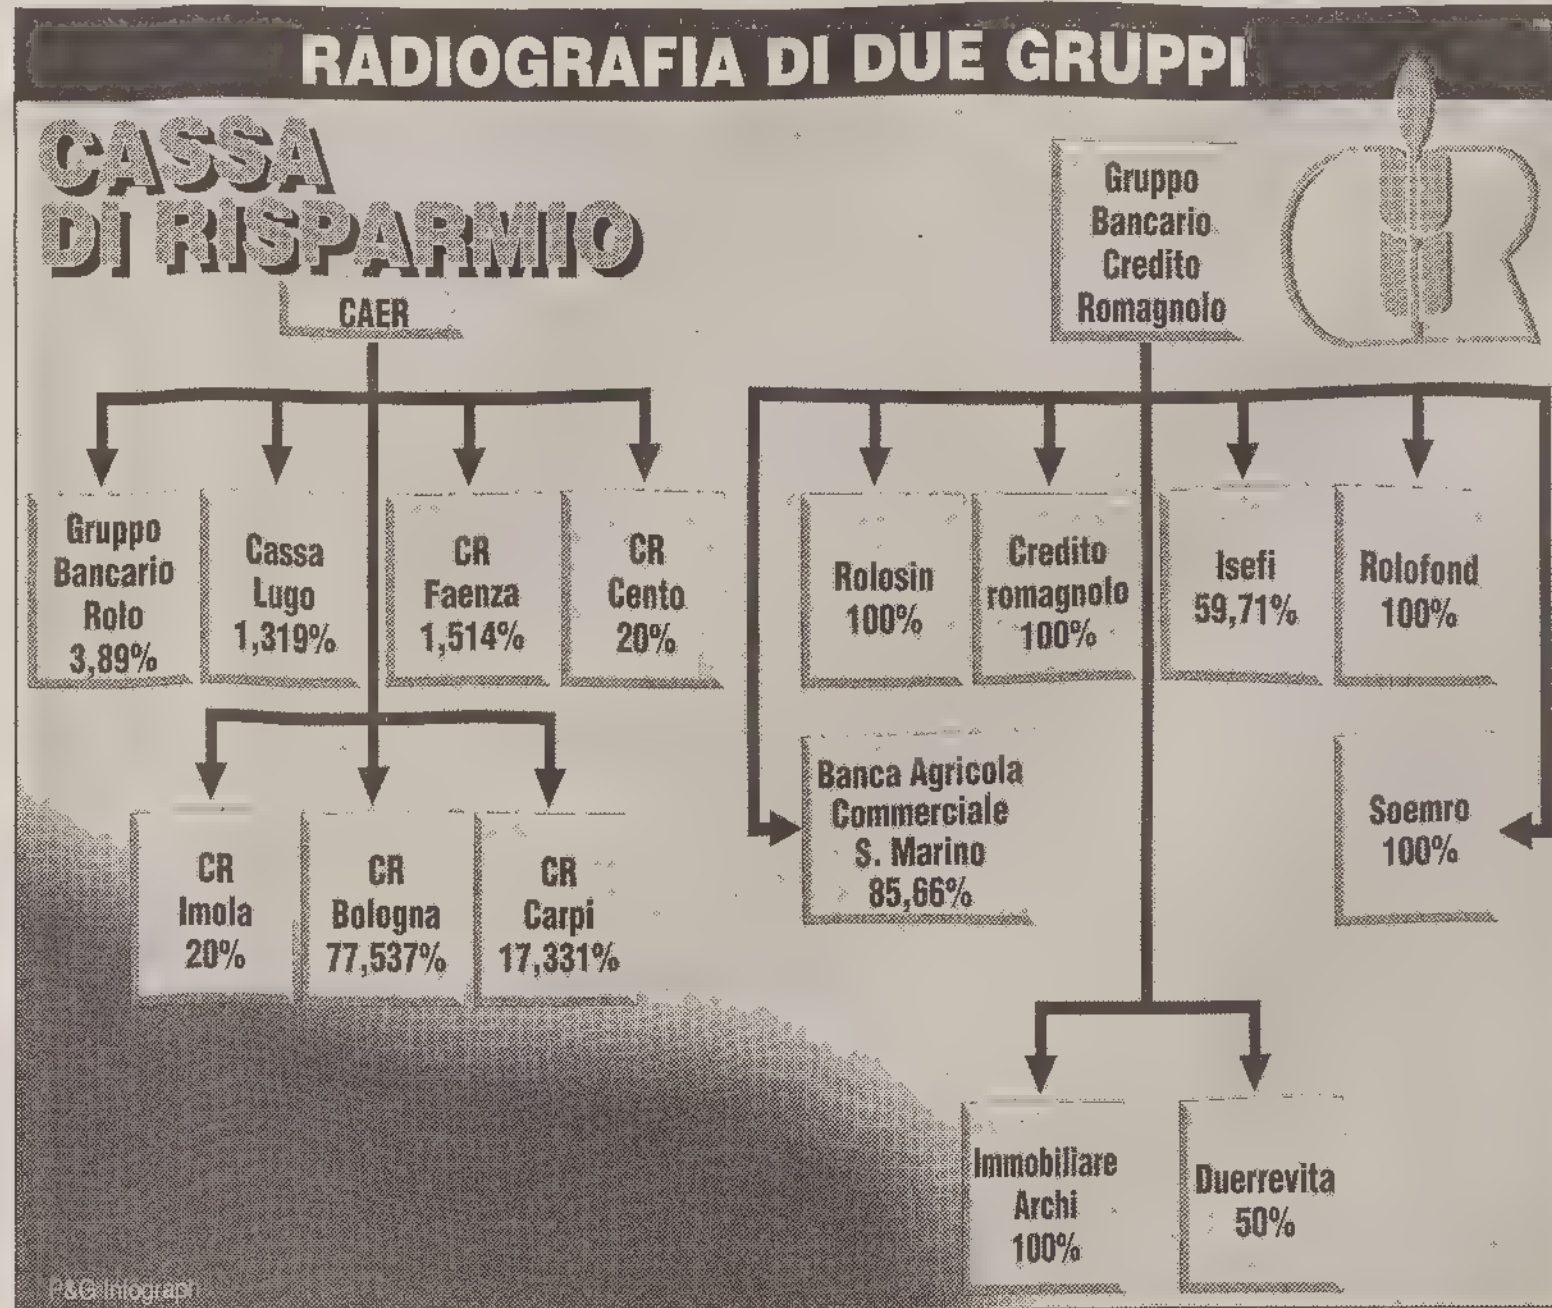 RADIOGRAFIA DI DUE GRUPPI
CASSA
DI RISPARMIO
CAER
Gruppo
Bancario
Rolo
3,89%
Cassa
Lugo
1,319%
CR
Faenza
1,514%
CR
Cento
20%
CR
Imola
20%
CR
Bologna
77,537%
CR
Carpi
17,331%
Gruppo
Bancario
Credito
Romagnolo
CR
Rolosin
100%
Credito
romagnolo
100%
Isefi
59,71%
Rolofond
100%
Banca Agricola
Commerciale
S. Marino
85,66%
Soemro
100%
Immobiliare
Archi
100%
Duerrevita
50%
P&G Infograph